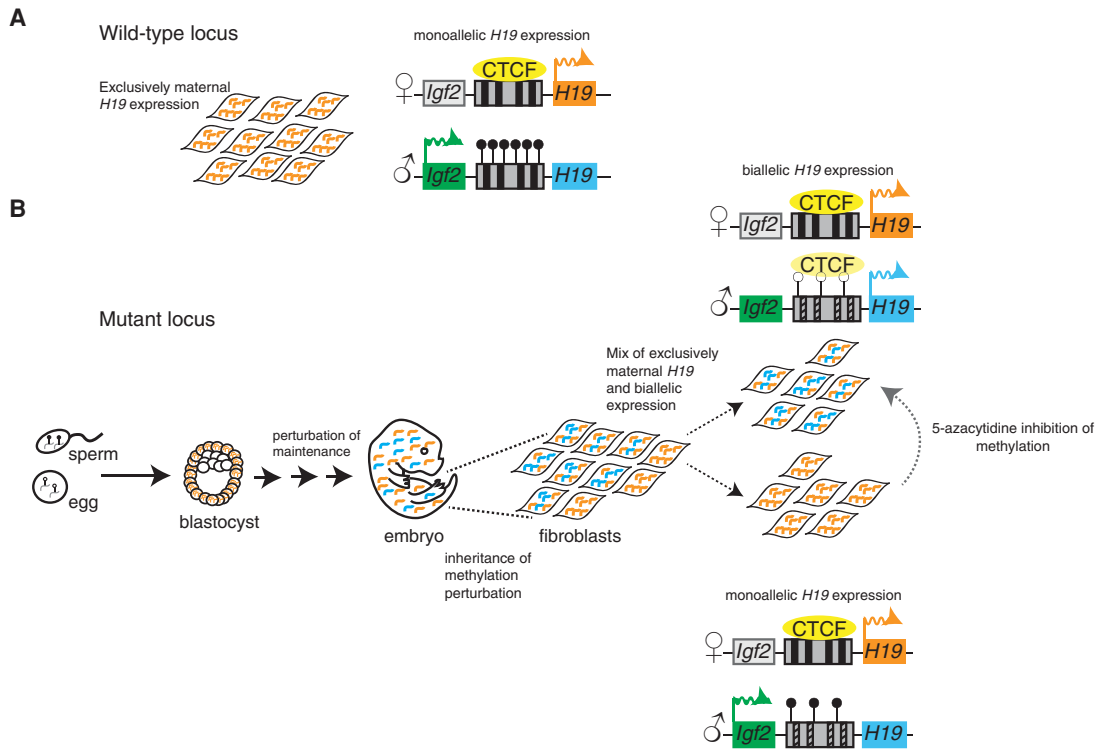 A
Wild-type locus
Exclusively maternal
H19 expression
monoallelic H19 expression
CTCF
♀ Igf2 H19
♂ Igf2 H19
B
Mutant locus
biallelic H19 expression
CTCF
♀ Igf2 H19
CTCF
♂ Igf2 H19
sperm
egg
blastocyst
perturbation of
maintenance
embryo
inheritance of
methylation
perturbation
fibroblasts
Mix of exclusively
maternal H19
and biallelic
expression
5-azacytidine inhibition of
methylation
monoallelic H19 expression
CTCF
♀ Igf2 H19
♂ Igf2 H19